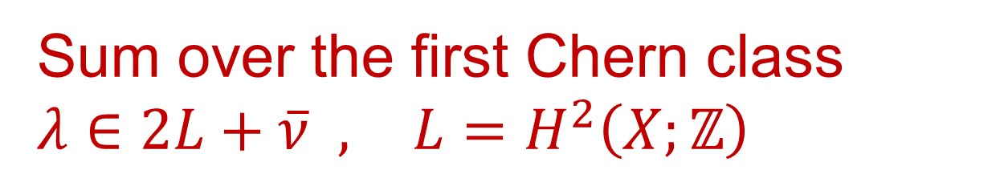 Sum over the first Chern class
𝜆 ∈ 2𝐿 + 𝜈̄ , 𝐿 = 𝐻²(𝑋; ℤ)